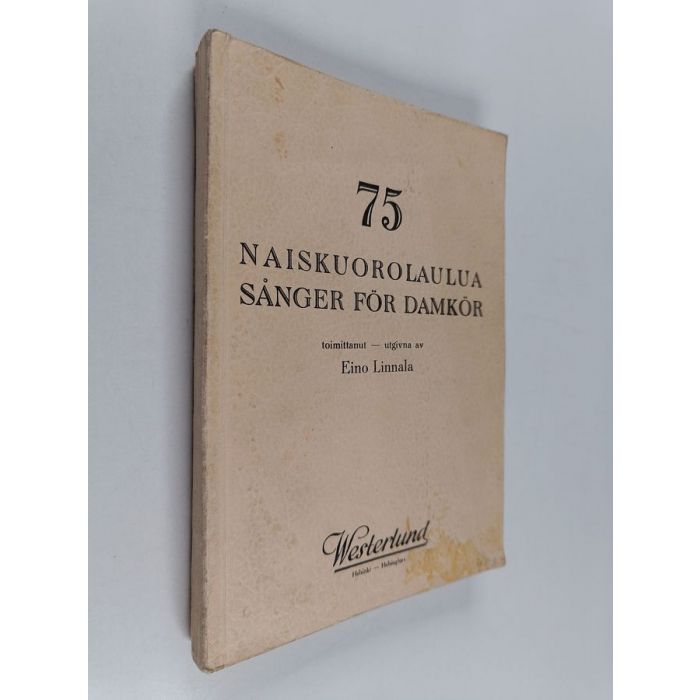 75
NAISKUOROLAULUA
SÅNGER FÖR DAMKÖR
toimittanut — utgivna av
Eino Linnala
Westerlund
Helsinki — Helsingfors